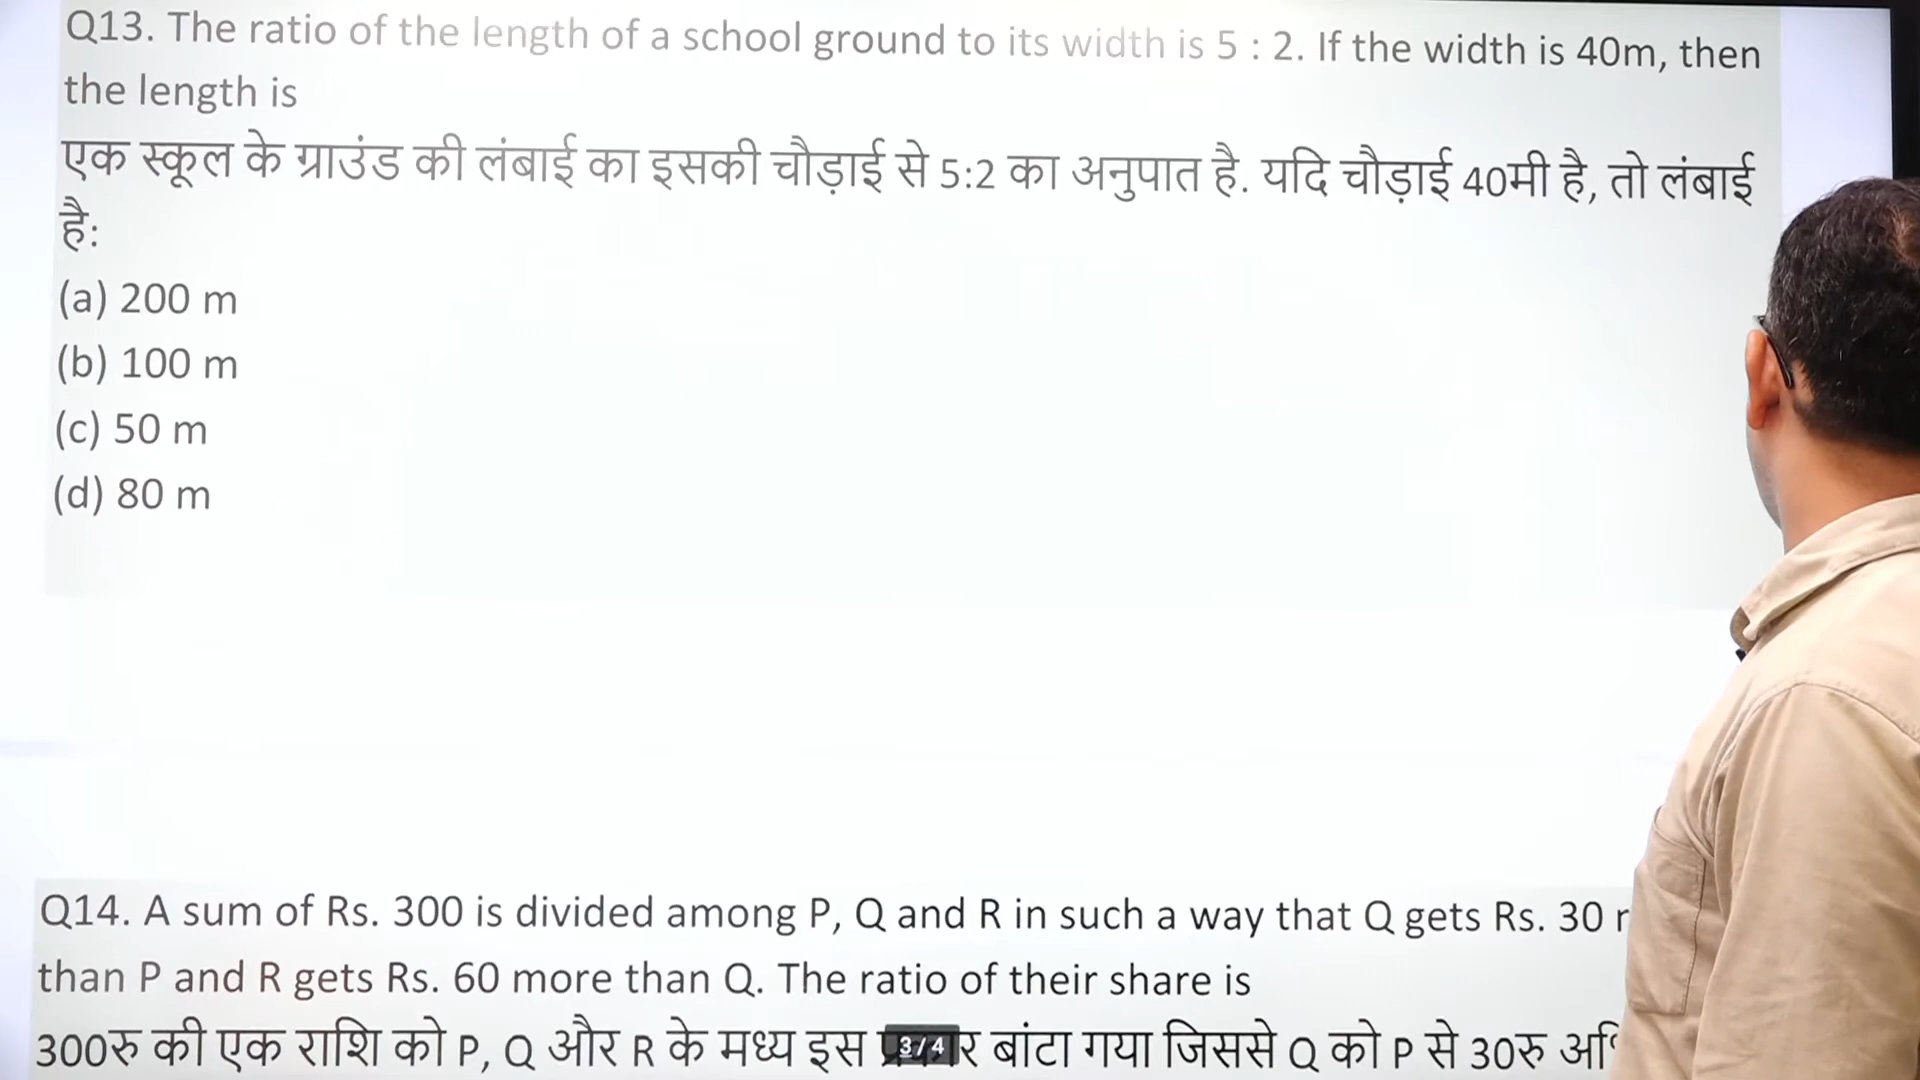 Q13. The ratio of the length of a school ground to its width is 5 : 2. If the width is 40m, then
the length is
एक स्कूल के ग्राउंड की लंबाई का इसकी चौड़ाई से 5:2 का अनुपात है. यदि चौड़ाई 40मी है, तो लंबाई
है:
(a) 200 m
(b) 100 m
(c) 50 m
(d) 80 m
Q14. A sum of Rs. 300 is divided among P, Q and R in such a way that Q gets Rs. 30
than P and R gets Rs. 60 more than Q. The ratio of their share is
300रु की एक राशि को P, Q और R के मध्य इस 3/4 बांटा गया जिससे Q को P से 30रु